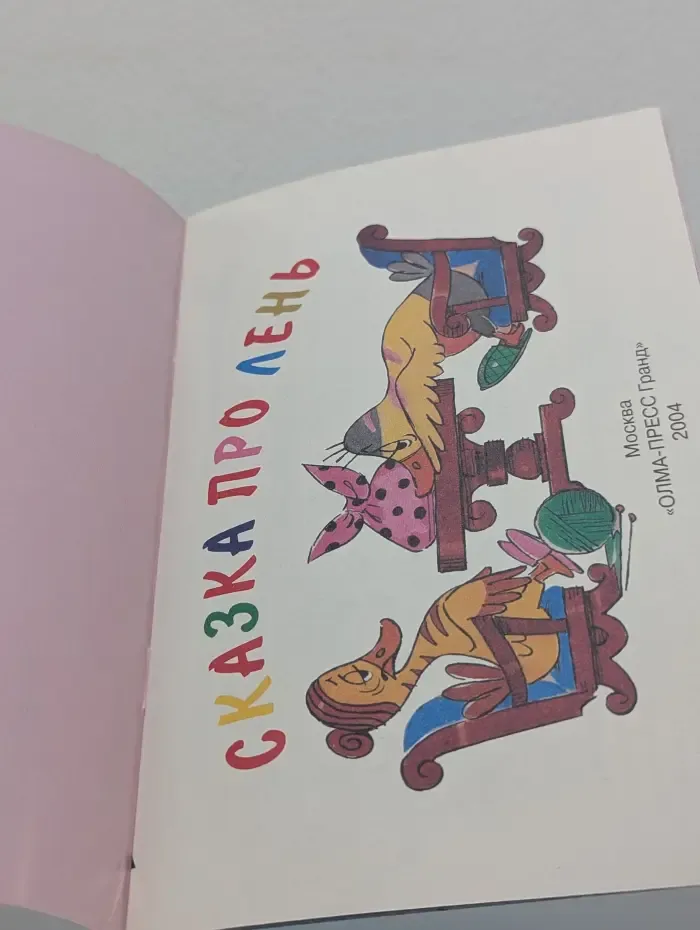 СКАЗКА ПРО ЛЕНЬ
Москва
«ОЛМА-ПРЕСС Гранд»
2004